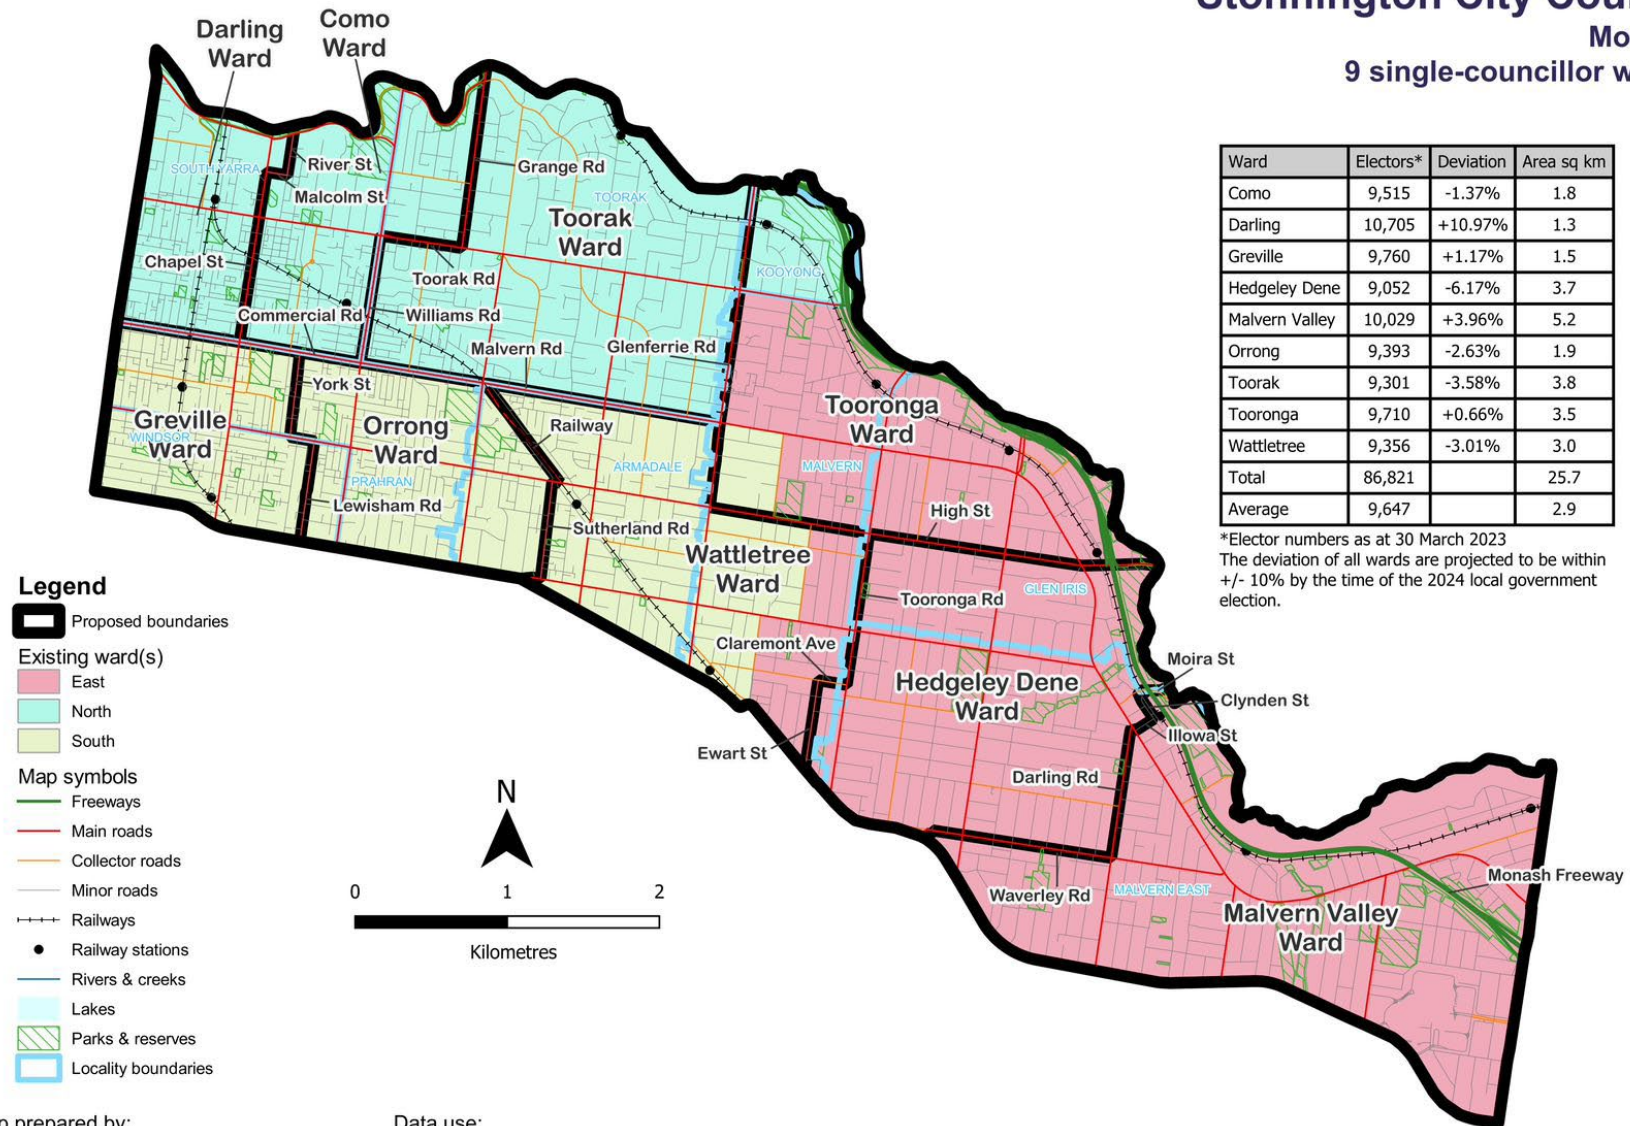 Stonnington City Cou
Mo
9 single-councillor w
Darling
Ward
Como
Ward
River St
Malcolm St
SOUTH YARRA
Grange Rd
TOORAK
Toorak
Ward
Chapel St
Toorak Rd
KOOYONG
Commercial Rd
Williams Rd
Malvern Rd
Glenferrie Rd
York St
Greville
Ward
WINDSOR
Orrong
Ward
Railway
Tooronga
Ward
ARMADALE
MALVERN
PRAHRAN
Lewisham Rd
Sutherland Rd
High St
Wattletree
Ward
GLEN IRIS
Tooronga Rd
Claremont Ave
Moira St
Hedgeley Dene
Ward
Clynden St
Illowa St
Ewart St
Darling Rd
Waverley Rd
MALVERN EAST
Monash Freeway
Malvern Valley
Ward
Ward Electors* Deviation Area sq km
Como 9,515 -1.37% 1.8
Darling 10,705 +10.97% 1.3
Greville 9,760 +1.17% 1.5
Hedgeley Dene 9,052 -6.17% 3.7
Malvern Valley 10,029 +3.96% 5.2
Orrong 9,393 -2.63% 1.9
Toorak 9,301 -3.58% 3.8
Tooronga 9,710 +0.66% 3.5
Wattletree 9,356 -3.01% 3.0
Total 86,821 25.7
Average 9,647 2.9
*Elector numbers as at 30 March 2023
The deviation of all wards are projected to be within
+/- 10% by the time of the 2024 local government
election.
Legend
Proposed boundaries
Existing ward(s)
East
North
South
Map symbols
Freeways
Main roads
Collector roads
Minor roads
Railways
Railway stations
Rivers & creeks
Lakes
Parks & reserves
Locality boundaries
N
0 1 2
Kilometres
p prepared by:
Data use: